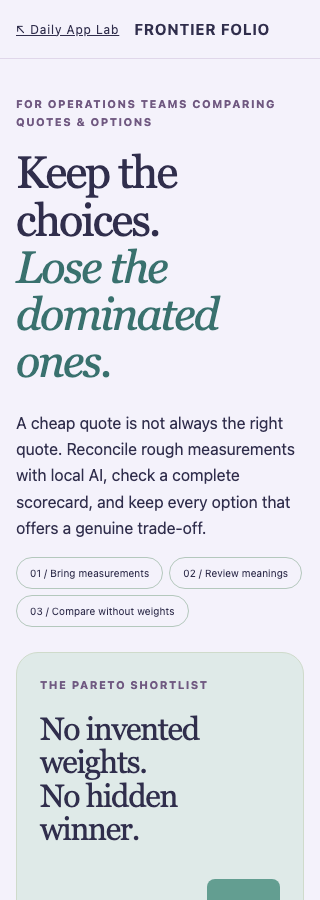 ↖ Daily App Lab FRONTIER FOLIO
FOR OPERATIONS TEAMS COMPARING
QUOTES & OPTIONS
Keep the
choices.
Lose the
dominated
ones.
A cheap quote is not always the right
quote. Reconcile rough measurements
with local AI, check a complete
scorecard, and keep every option that
offers a genuine trade-off.
01 / Bring measurements 02 / Review meanings
03 / Compare without weights
THE PARETO SHORTLIST
No invented
weights.
No hidden
winner.